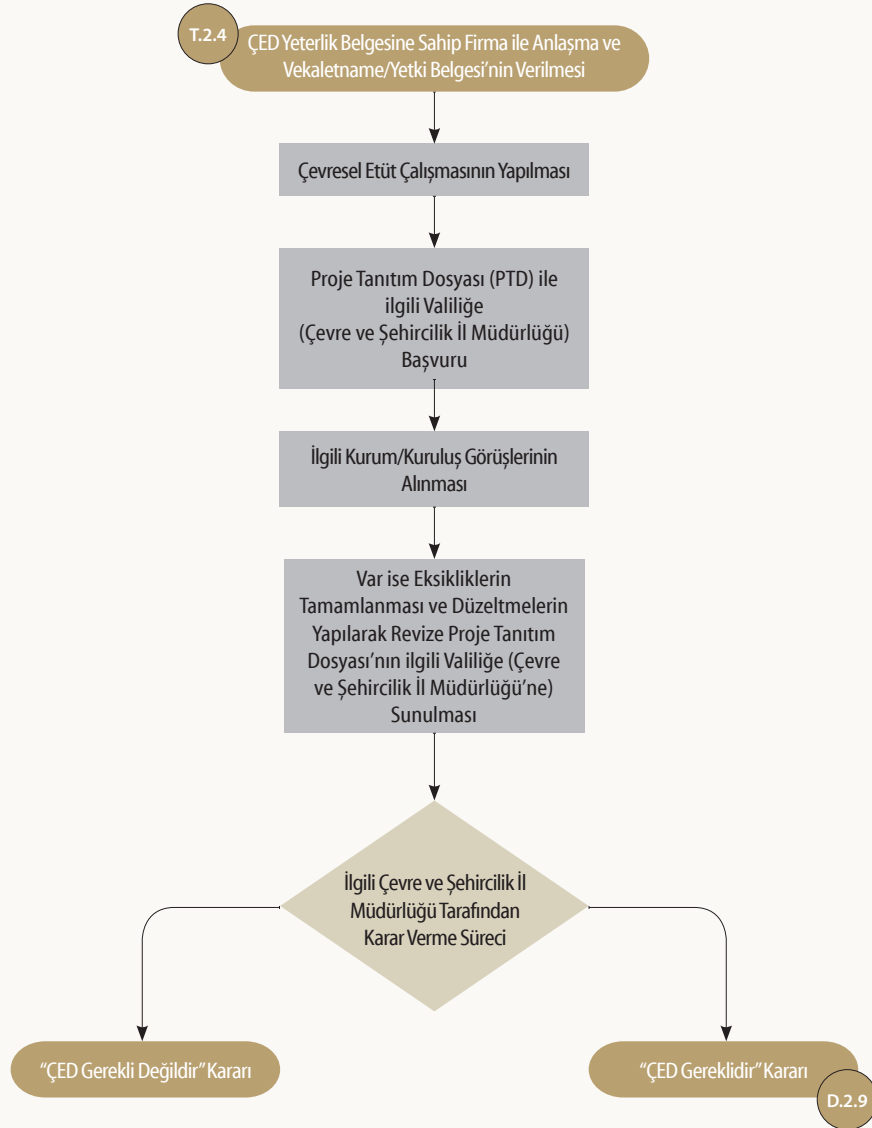 T.2.4
ÇED Yeterlik Belgesine Sahip Firma ile Anlaşma ve
Vekaletname/Yetki Belgesi'nin Verilmesi
Çevresel Etüt Çalışmasının Yapılması
Proje Tanıtım Dosyası (PTD) ile
ilgili Valiliğe
(Çevre ve Şehircilik İl Müdürlüğü)
Başvuru
İlgili Kurum/Kuruluş Görüşlerinin
Alınması
Var ise Eksikliklerin
Tamamlanması ve Düzeltmelerin
Yapılarak Revize Proje Tanıtım
Dosyası'nın ilgili Valiliğe (Çevre
ve Şehircilik İl Müdürlüğü'ne)
Sunulması
İlgili Çevre ve Şehircilik İl
Müdürlüğü Tarafından
Karar Verme Süreci
“ÇED Gerekli Değildir” Kararı
“ÇED Gereklidir” Kararı
D.2.9